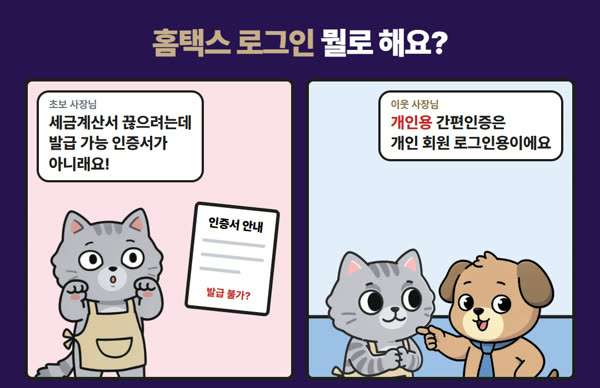 홈택스 로그인 뭘로 해요?
초보 사장님
세금계산서 끊으려는데
발급 가능 인증서가
아니래요!
인증서 안내
발급 불가?
이웃 사장님
개인용 간편인증은
개인 회원 로그인용이에요